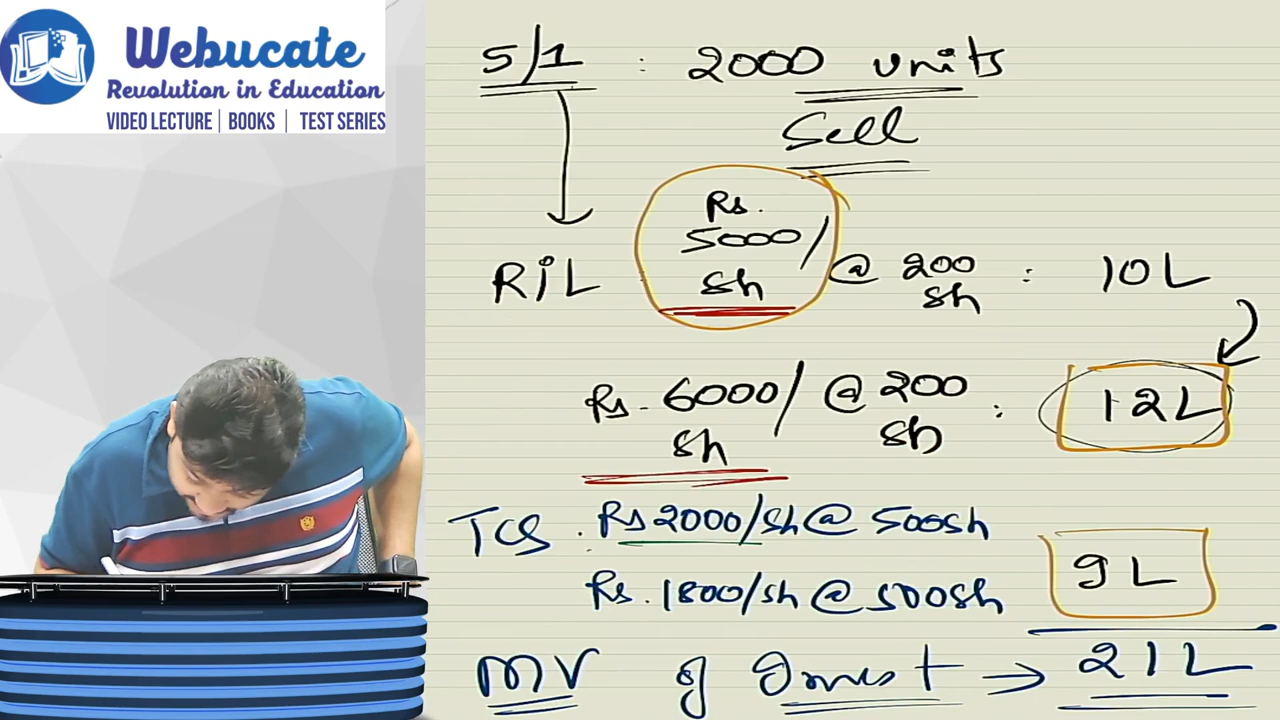 Webucate
Revolution in Education
VIDEO LECTURE | BOOKS | TEST SERIES
5/1 : 2000 units
Sell
RIL : Rs. 5000/sh @ 200 sh : 10L
Rs. 6000/sh @ 200 sh : 12L
TCS . Rs 2000/sh @ 500sh
Rs. 1800/sh @ 500sh 9L
MV of Invest → 21L